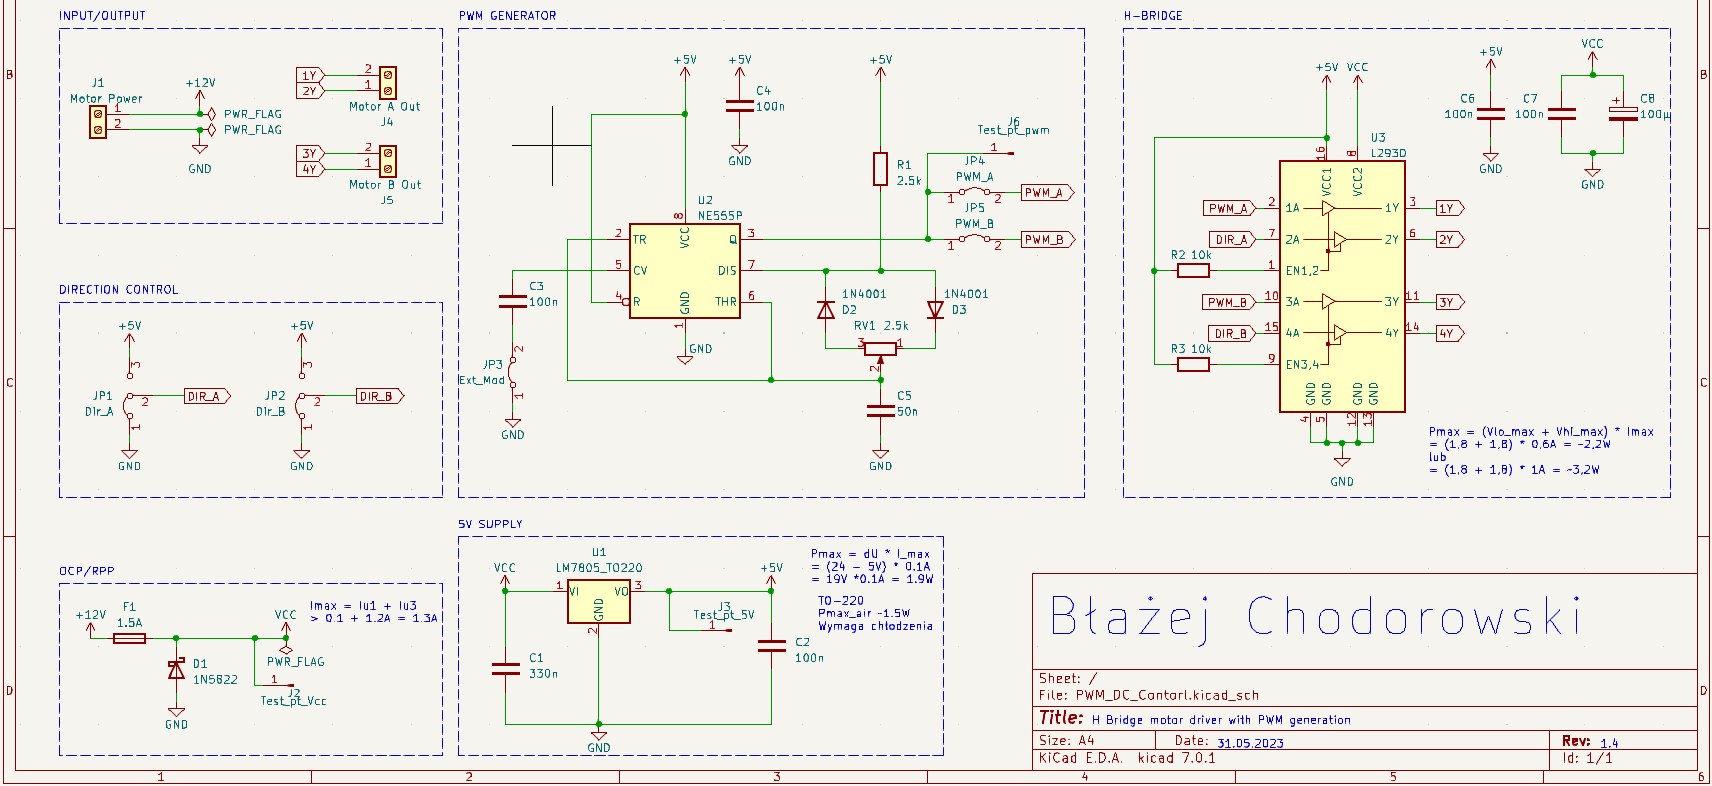 INPUT/OUTPUT
J1
Motor Power
1
2
+12V
PWR_FLAG
PWR_FLAG
GND
1Y
2Y
2
1
Motor A Out
J4
3Y
4Y
2
1
Motor B Out
J5
DIRECTION CONTROL
+5V
3
JP1
Dir_A
2
1
DIR_A
GND
+5V
3
JP2
Dir_B
2
1
DIR_B
GND
OCP/RPP
+12V
F1
1.5A
VCC
PWR_FLAG
Imax = Iu1 + Iu3
> 0.1 + 1.2A = 1.3A
D1
1N5822
GND
1
J2
Test_pt_Vcc
PWM GENERATOR
+5V
+5V
C4
100n
GND
+5V
R1
2.5k
U2
NE555P
8
VCC
2
TR
5
CV
4
R
Q
3
DIS
7
THR
6
GND
1
GND
C3
100n
JP3
Ext_Mod
2
1
GND
J6
Test_pt_pwm
1
JP4
PWM_A
1
2
PWM_A
JP5
PWM_B
1
2
PWM_B
1N4001
D2
1N4001
D3
RV1 2.5k
3
1
2
C5
50n
GND
5V SUPPLY
U1
LM7805_TO220
VCC
1
VI
VO
3
GND
2
+5V
J3
Test_pt_5V
1
C1
330n
C2
100n
GND
Pmax = dU * I_max
= (24 - 5V) * 0.1A
= 19V *0.1A = 1.9W
TO-220
Pmax_air ~1.5W
Wymaga chłodzenia
H-BRIDGE
+5V
VCC
+5V
VCC
C6
100n
GND
C7
100n
C8
100µ
GND
U3
L293D
16
8
VCC1
VCC2
PWM_A
2
1A
1Y
3
1Y
DIR_A
7
2A
2Y
6
2Y
R2 10k
1
EN1,2
PWM_B
10
3A
3Y
11
3Y
DIR_B
15
4A
4Y
14
4Y
R3 10k
9
EN3,4
GND
GND
GND
GND
4
5
12
13
GND
Pmax = (Vlo_max + Vhi_max) * Imax
= (1,8 + 1,8) * 0,6A = ~2,2W
lub
= (1,8 + 1,8) * 1A = ~3,2W
Błażej Chodorowski
Sheet: /
File: PWM_DC_Contorl.kicad_sch
Title: H Bridge motor driver with PWM generation
Size: A4
Date: 31.05.2023
Rev: 1.4
KiCad E.D.A. kicad 7.0.1
Id: 1/1
B
C
D
B
C
D
1
2
3
4
5
6